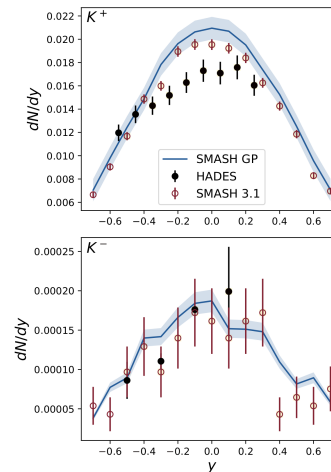 K⁺
dN/dy
0.022
0.020
0.018
0.016
0.014
0.012
0.010
0.008
0.006
SMASH GP
HADES
SMASH 3.1
−0.6 −0.4 −0.2 0.0 0.2 0.4 0.6
K⁻
dN/dy
0.00025
0.00020
0.00015
0.00010
0.00005
−0.6 −0.4 −0.2 0.0 0.2 0.4 0.6
y